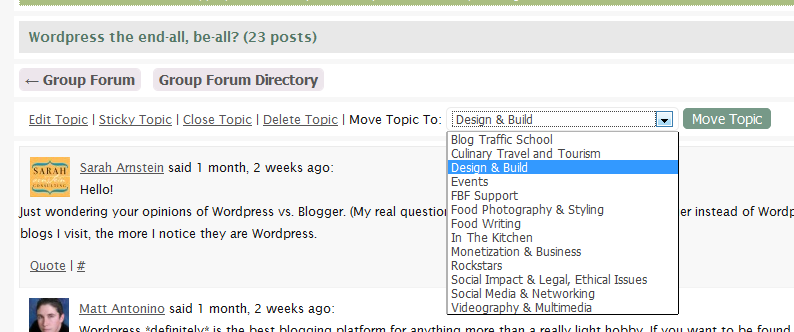 Wordpress the end-all, be-all? (23 posts)
← Group Forum Group Forum Directory
Edit Topic | Sticky Topic | Close Topic | Delete Topic | Move Topic To: Design & Build Move Topic
Blog Traffic School
Culinary Travel and Tourism
Design & Build
Events
FBF Support
Food Photography & Styling
Food Writing
In The Kitchen
Monetization & Business
Rockstars
Social Impact & Legal, Ethical Issues
Social Media & Networking
Videography & Multimedia
SARAH
CONSULTING
Sarah Arnstein said 1 month, 2 weeks ago:
Hello!
Just wondering your opinions of Wordpress vs. Blogger. (My real question er instead of Wordp
blogs I visit, the more I notice they are Wordpress.
Quote | #
Matt Antonino said 1 month, 2 weeks ago:
Wordpress *definitely* is the best blogging platform for anything more than a really light hobby. If you want to be found